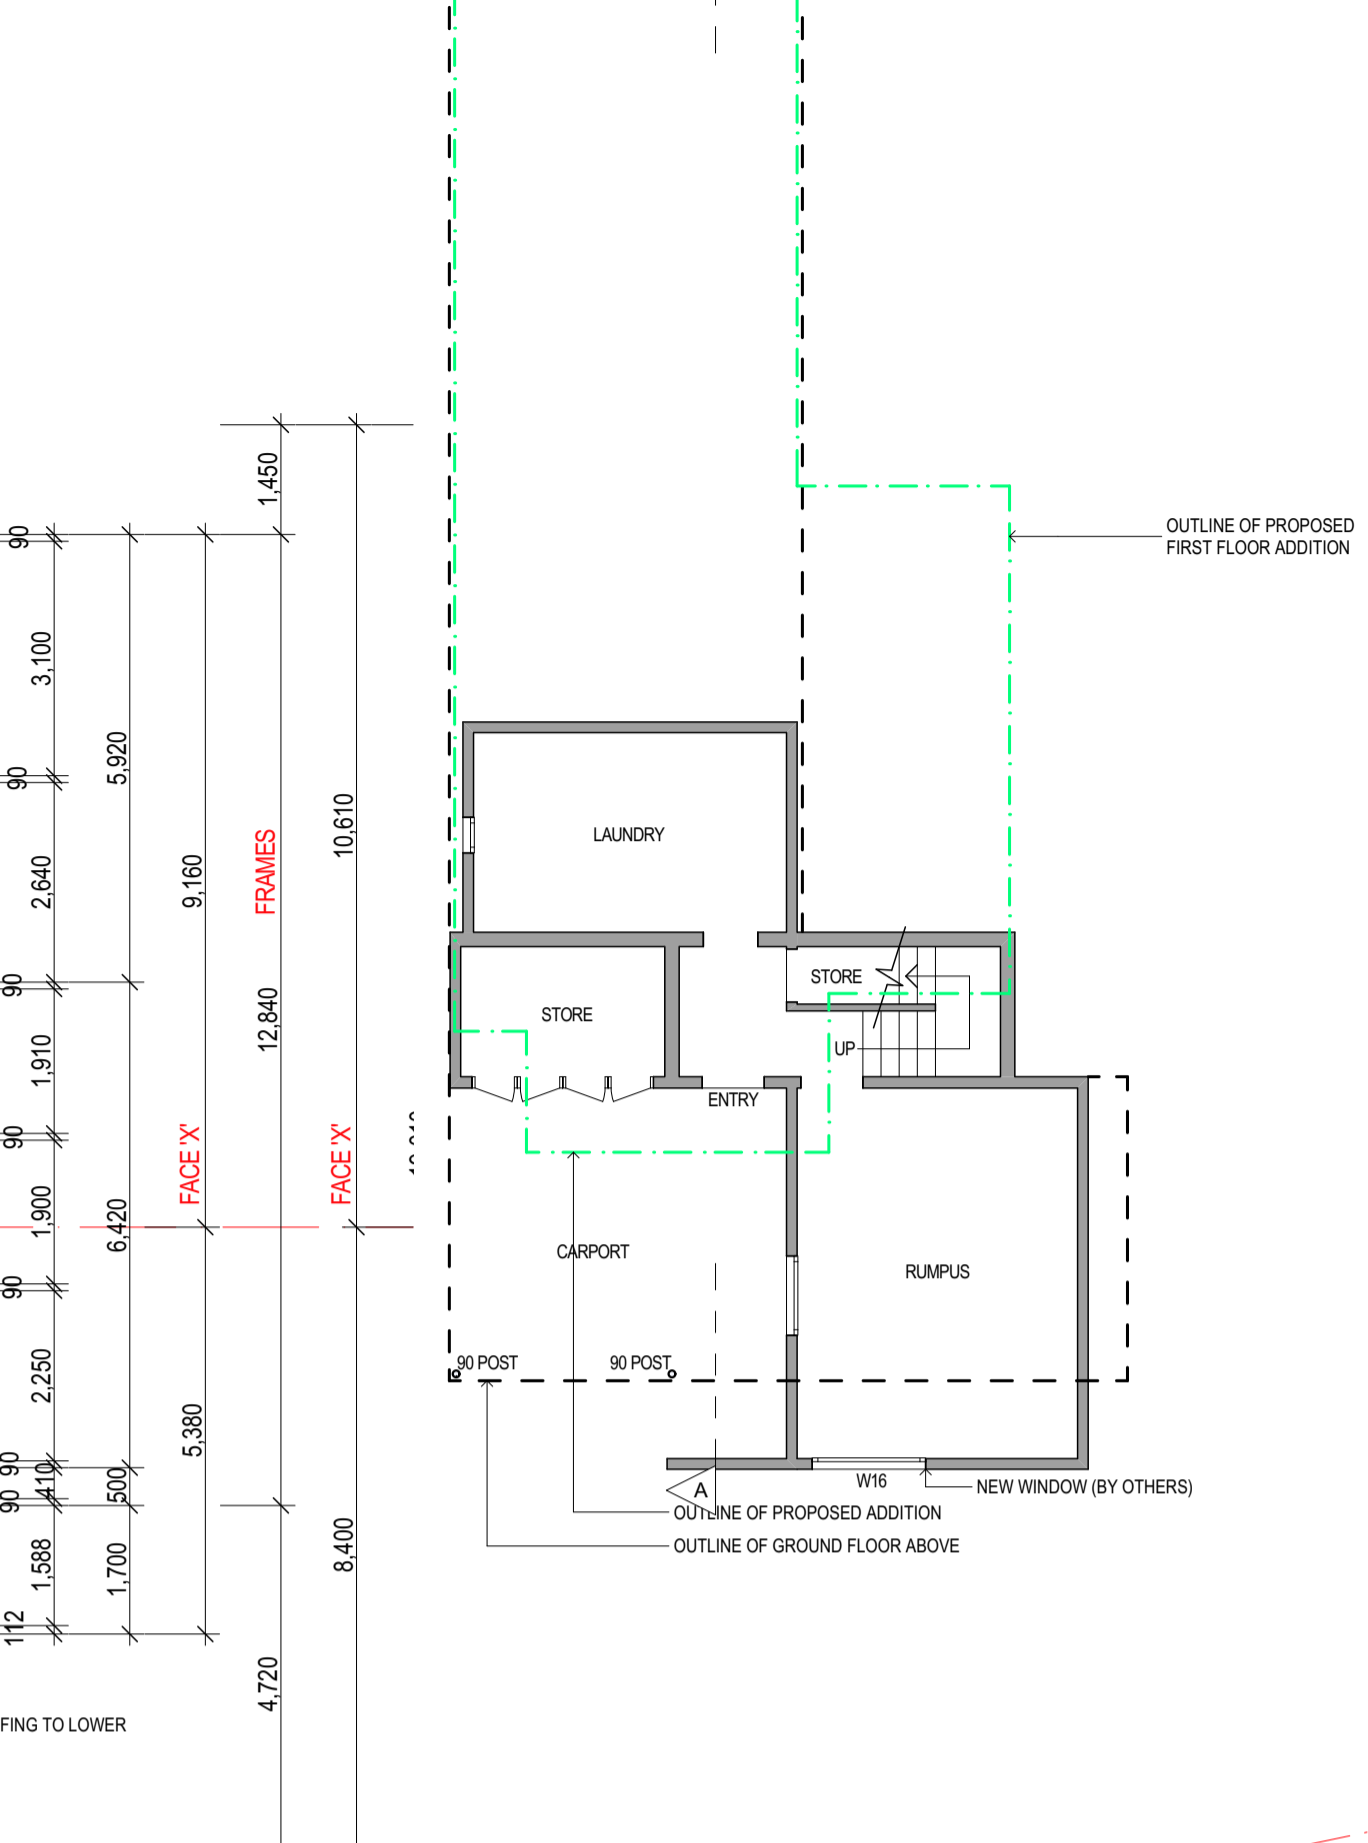 90
90
90
90
90
90
90
112
3,100
2,640
1,910
1,900
2,250
410
1,588
5,920
6,420
500
1,700
9,160
FACE 'X'
5,380
1,450
FRAMES
12,840
4,720
10,610
FACE 'X'
8,400
OUTLINE OF PROPOSED
FIRST FLOOR ADDITION
LAUNDRY
STORE
STORE
UP
ENTRY
CARPORT
RUMPUS
90 POST
90 POST
W16
NEW WINDOW (BY OTHERS)
A
OUTLINE OF PROPOSED ADDITION
OUTLINE OF GROUND FLOOR ABOVE
FING TO LOWER